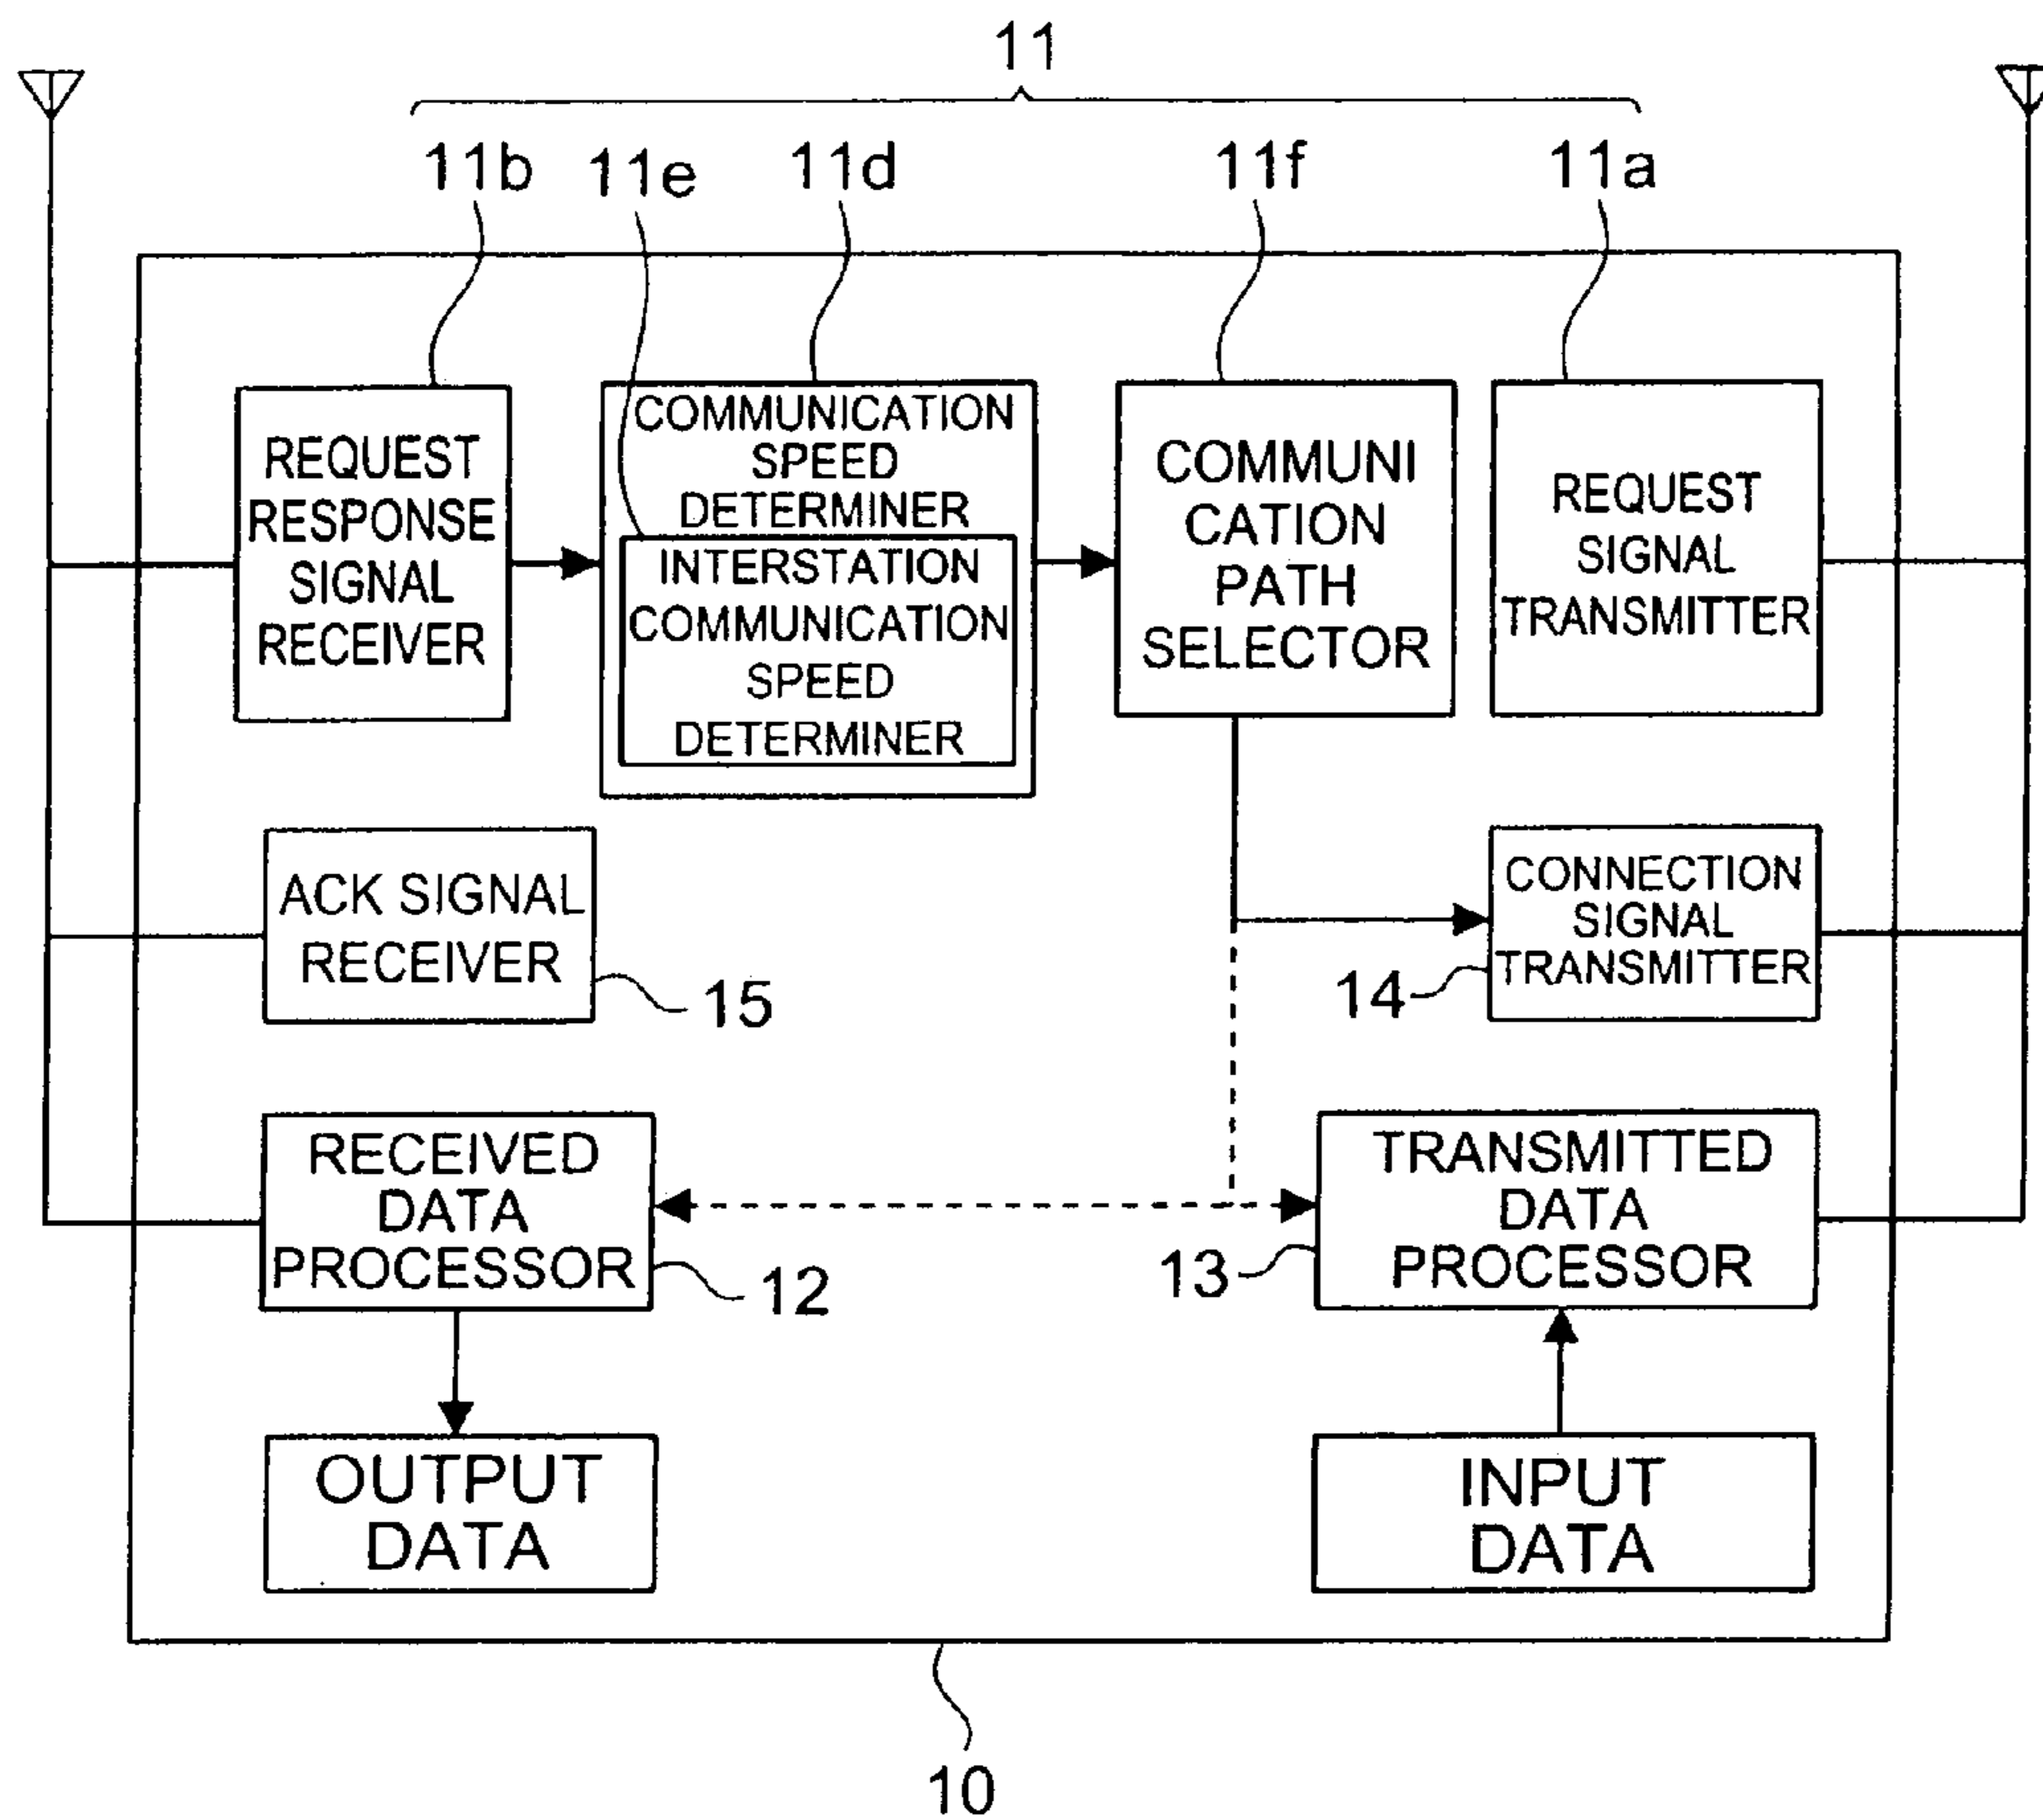 11
11b
11e
11d
11f
11a
REQUEST
RESPONSE
SIGNAL
RECEIVER
COMMUNICATION
SPEED
DETERMINER
INTERSTATION
COMMUNICATION
SPEED
DETERMINER
COMMUNI
CATION
PATH
SELECTOR
REQUEST
SIGNAL
TRANSMITTER
ACK SIGNAL
RECEIVER
15
CONNECTION
SIGNAL
TRANSMITTER
14
RECEIVED
DATA
PROCESSOR
12
TRANSMITTED
DATA
PROCESSOR
13
OUTPUT
DATA
INPUT
DATA
10